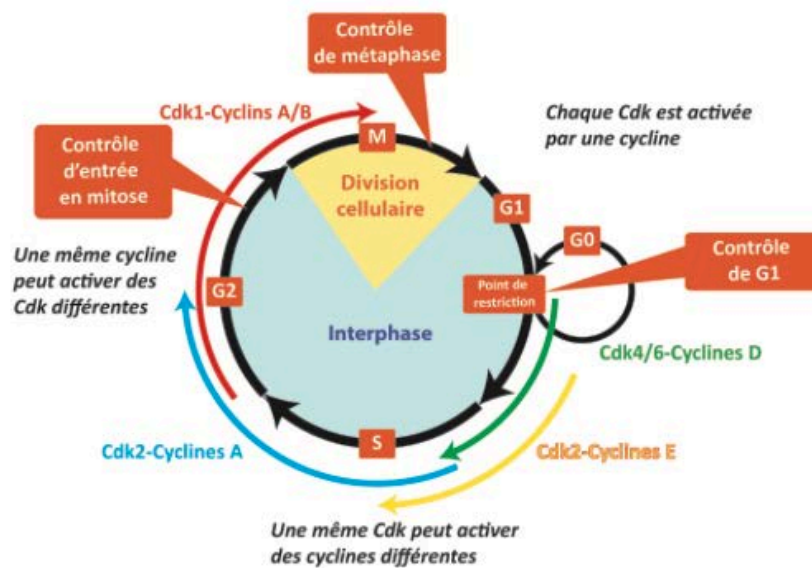 Contrôle
de métaphase
Cdk1-Cyclins A/B
Chaque Cdk est activée
par une cycline
Contrôle
d'entrée
en mitose
M
Division
cellulaire
G1
G0
Contrôle
de G1
Une même cycline
peut activer des
Cdk différentes
G2
Point de
restriction
Interphase
Cdk4/6-Cyclines D
S
Cdk2-Cyclines A
Cdk2-Cyclines E
Une même Cdk peut activer
des cyclines différentes